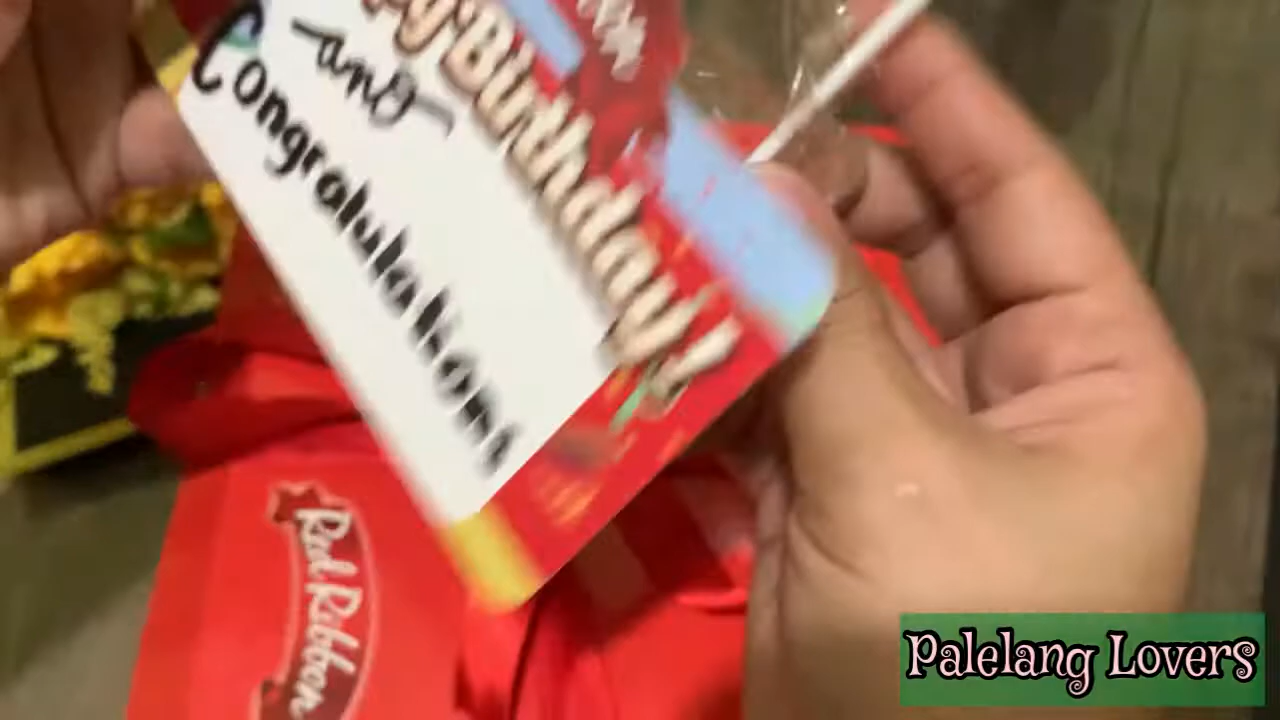 Birthday!
and
Congratulations
Red Ribbon
Palelang Lovers